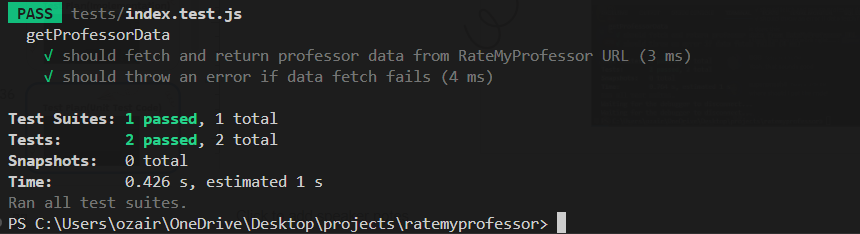 PASS tests/index.test.js
getProfessorData
√ should fetch and return professor data from RateMyProfessor URL (3 ms)
√ should throw an error if data fetch fails (4 ms)
Test Suites: 1 passed, 1 total
Tests: 2 passed, 2 total
Snapshots: 0 total
Time: 0.426 s, estimated 1 s
Ran all test suites.
PS C:\Users\ozair\OneDrive\Desktop\projects\ratemyprofessor>